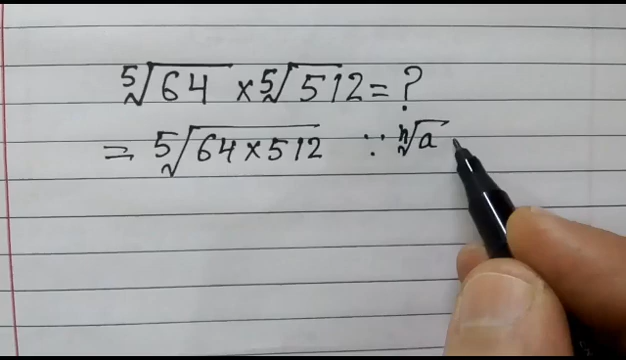 ⁵√64 × ⁵√512 = ?
= ⁵√64×512 ∵ ⁿ√a